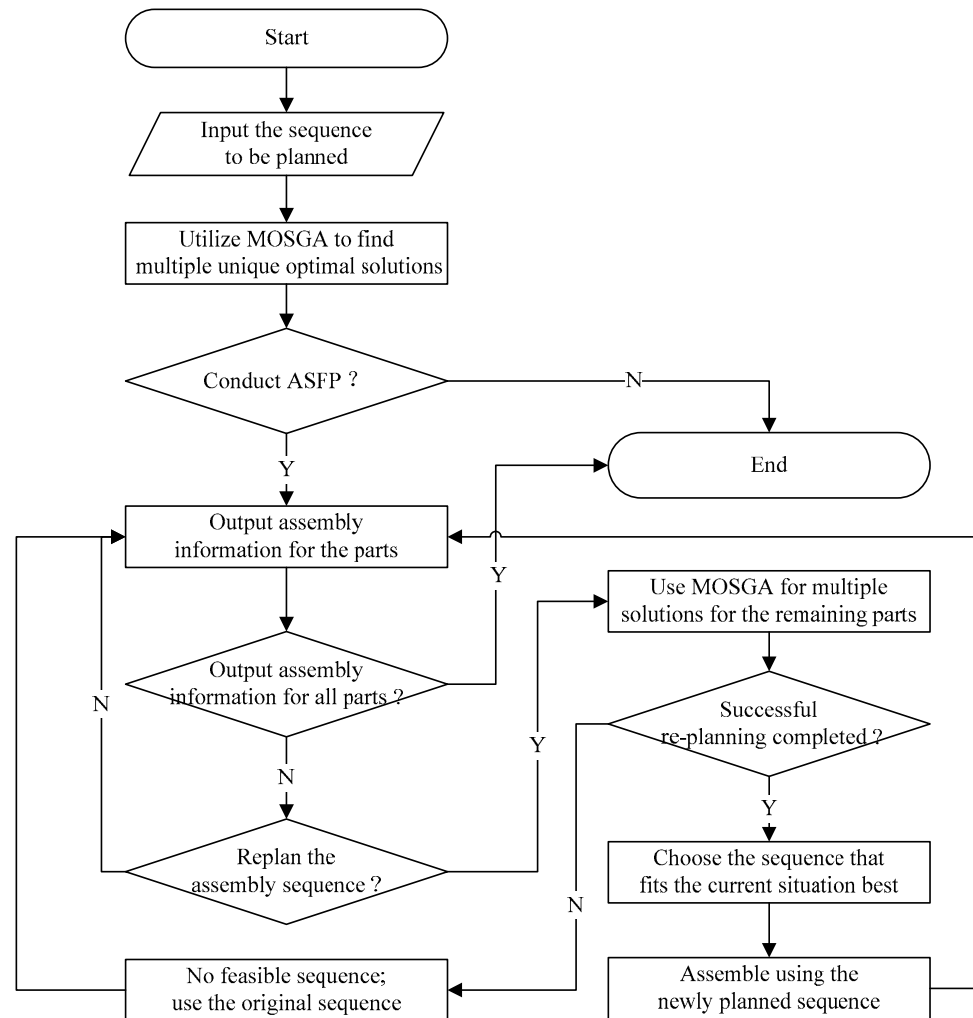 Start
Input the sequence
to be planned
Utilize MOSGA to find
multiple unique optimal solutions
Conduct ASFP ?
N
Y
End
Output assembly
information for the parts
Y
Use MOSGA for multiple
solutions for the remaining parts
Output assembly
information for all parts ?
N
Successful
re-planning completed ?
Y
N
Y
Replan the
assembly sequence ?
Choose the sequence that
fits the current situation best
N
No feasible sequence;
use the original sequence
Assemble using the
newly planned sequence